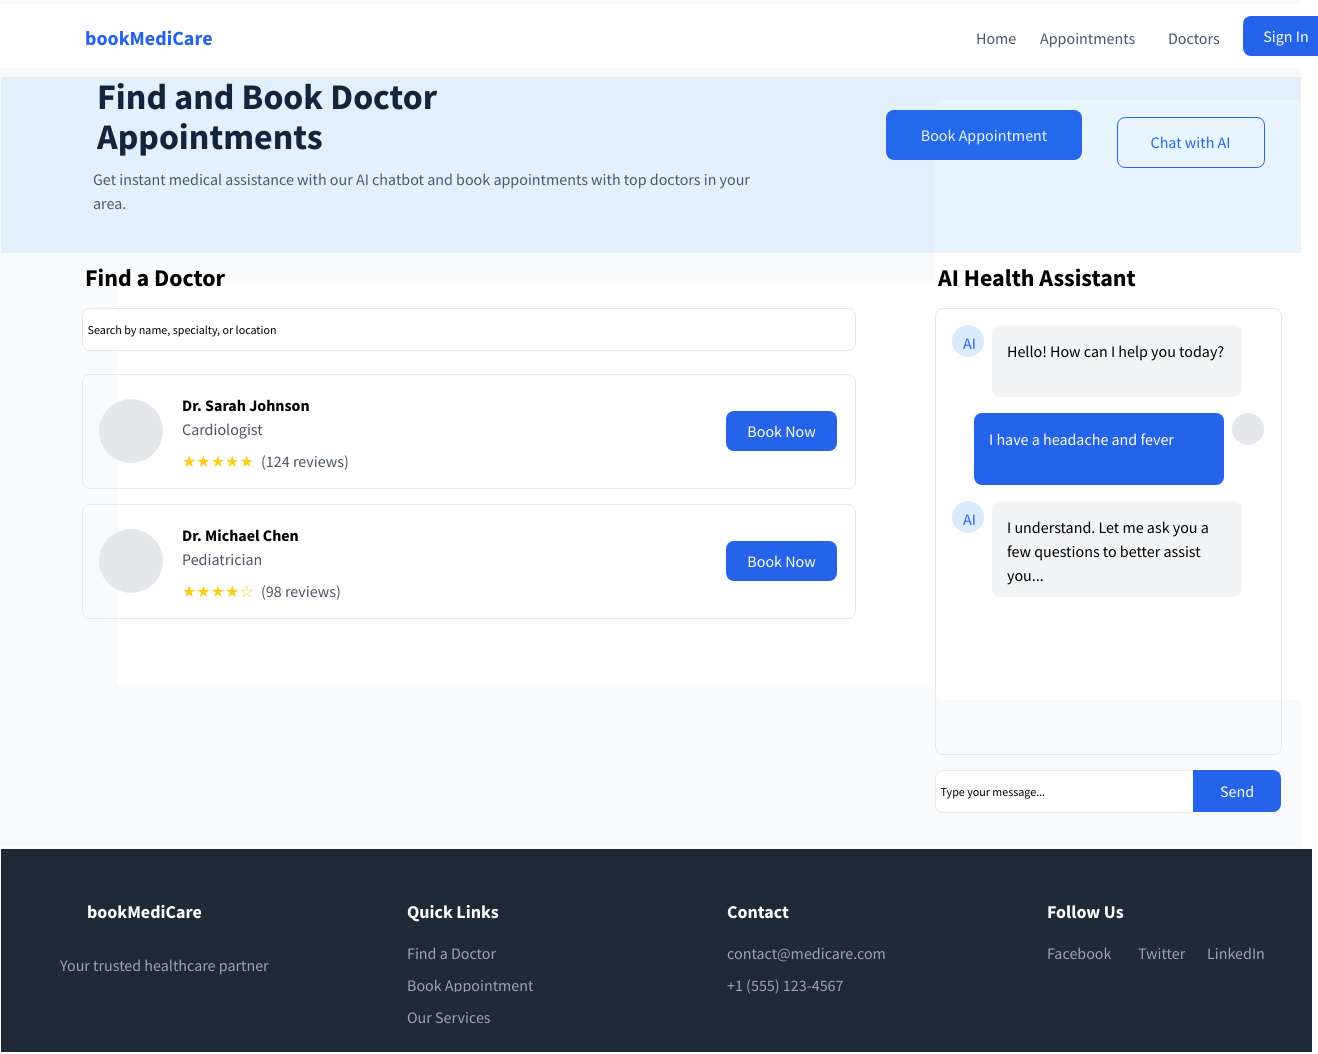 bookMediCare
Home Appointments Doctors Sign In
Find and Book Doctor
Appointments
Get instant medical assistance with our AI chatbot and book appointments with top doctors in your
area.
Book Appointment
Chat with AI
Find a Doctor
Search by name, specialty, or location
Dr. Sarah Johnson
Cardiologist
★★★★★ (124 reviews)
Book Now
Dr. Michael Chen
Pediatrician
★★★★☆ (98 reviews)
Book Now
AI Health Assistant
AI
Hello! How can I help you today?
I have a headache and fever
AI
I understand. Let me ask you a
few questions to better assist
you...
Type your message...
Send
bookMediCare
Your trusted healthcare partner
Quick Links
Find a Doctor
Book Appointment
Our Services
Contact
contact@medicare.com
+1 (555) 123-4567
Follow Us
Facebook Twitter LinkedIn